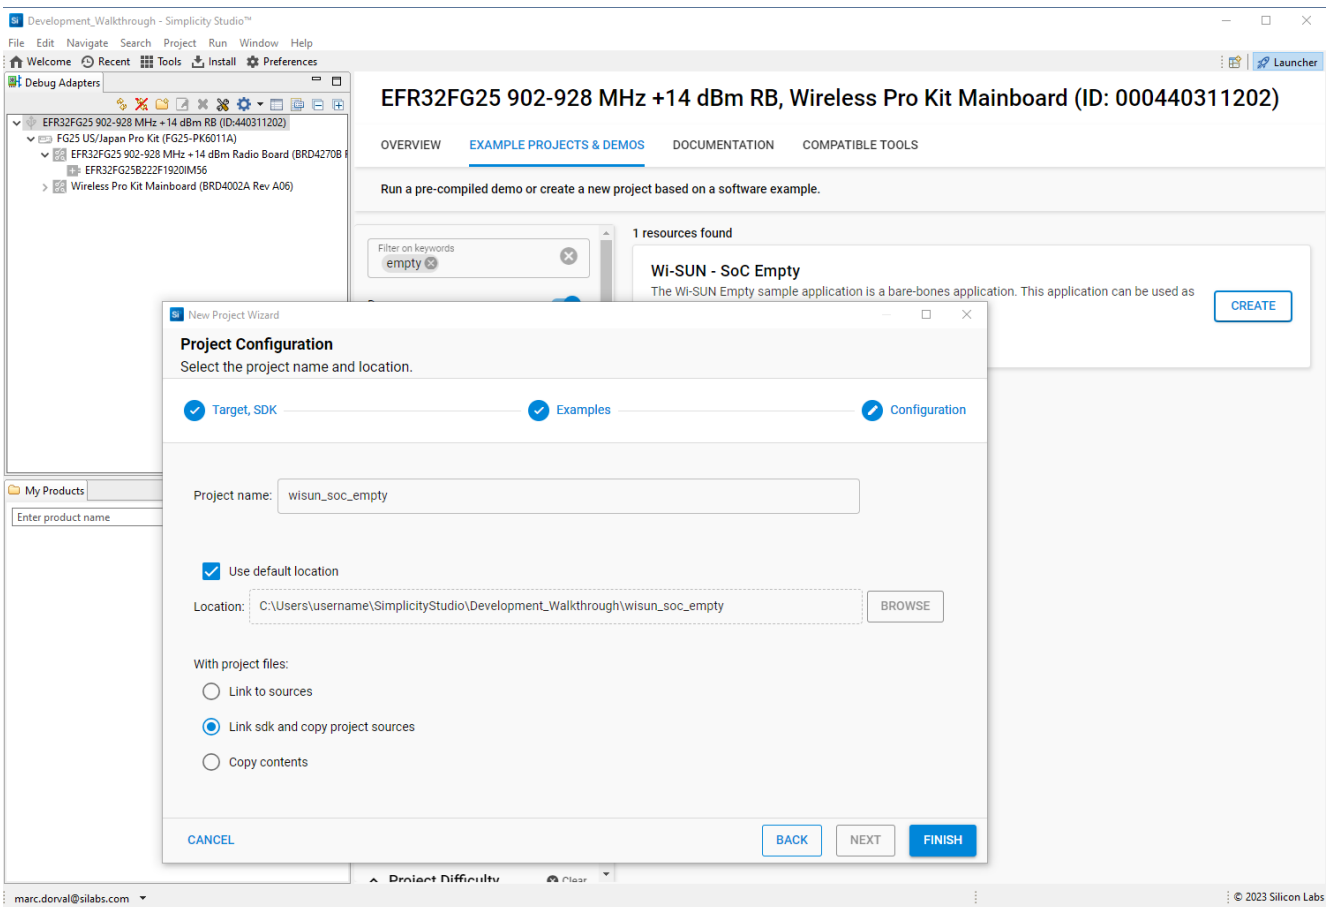 Si Development_Walkthrough - Simplicity Studio™
File Edit Navigate Search Project Run Window Help
Welcome Recent Tools Install Preferences
Launcher
Debug Adapters
EFR32FG25 902-928 MHz +14 dBm RB (ID:440311202)
FG25 US/Japan Pro Kit (FG25-PK6011A)
EFR32FG25 902-928 MHz +14 dBm Radio Board (BRD4270B
EFR32FG25B222F1920IM56
Wireless Pro Kit Mainboard (BRD4002A Rev A06)
EFR32FG25 902-928 MHz +14 dBm RB, Wireless Pro Kit Mainboard (ID: 000440311202)
OVERVIEW EXAMPLE PROJECTS & DEMOS DOCUMENTATION COMPATIBLE TOOLS
Run a pre-compiled demo or create a new project based on a software example.
Filter on keywords
empty
1 resources found
Wi-SUN - SoC Empty
The Wi-SUN Empty sample application is a bare-bones application. This application can be used as
CREATE
Si New Project Wizard
Project Configuration
Select the project name and location.
Target, SDK Examples Configuration
Project name: wisun_soc_empty
Use default location
Location: C:\Users\username\SimplicityStudio\Development_Walkthrough\wisun_soc_empty BROWSE
With project files:
Link to sources
Link sdk and copy project sources
Copy contents
CANCEL BACK NEXT FINISH
My Products
Enter product name
Project Difficulty Clear
marc.dorval@silabs.com
© 2023 Silicon Labs